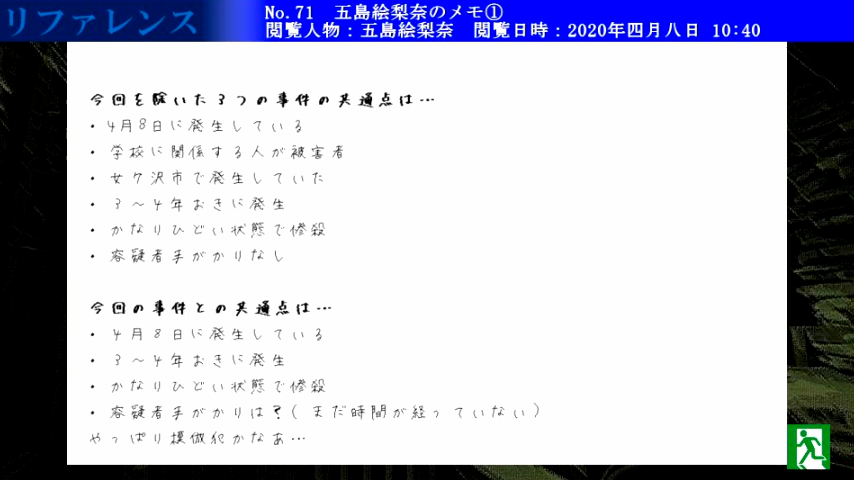 リファレンス
No.71 五島絵梨奈のメモ①
閲覧人物：五島絵梨奈 閲覧日時：2020年四月八日 10:40
今回を除いた３つの事件の共通点は…
・４月８日に発生している
・学校に関係する人が被害者
・女ケ沢市で発生していた
・３～４年おきに発生
・かなりひどい状態で惨殺
・容疑者手がかりなし
今回の事件との共通点は…
・４月８日に発生している
・３～４年おきに発生
・かなりひどい状態で惨殺
・容疑者手がかりは？（まだ時間が経っていない）
やっぱり模倣犯かなあ…